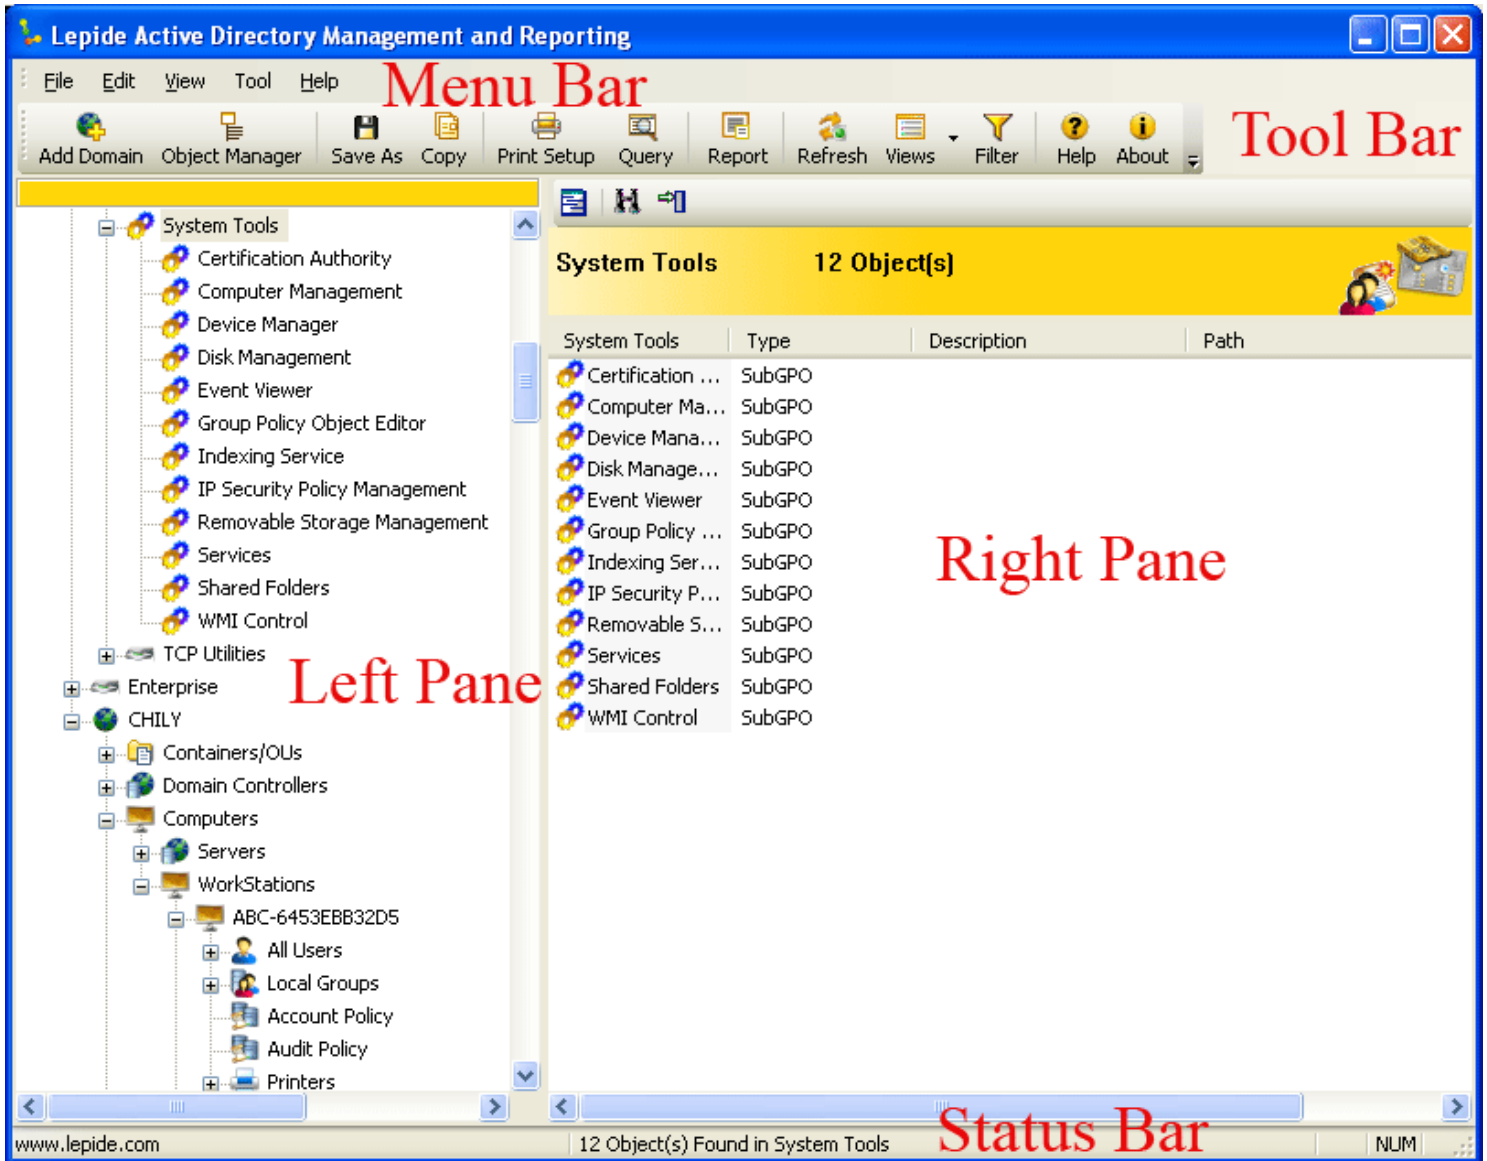 Lepide Active Directory Management and Reporting
File Edit View Tool Help
Menu Bar
Add Domain Object Manager Save As Copy Print Setup Query Report Refresh Views Filter Help About
Tool Bar
System Tools
Certification Authority
Computer Management
Device Manager
Disk Management
Event Viewer
Group Policy Object Editor
Indexing Service
IP Security Policy Management
Removable Storage Management
Services
Shared Folders
WMI Control
TCP Utilities
Enterprise
CHILY
Containers/OUs
Domain Controllers
Computers
Servers
WorkStations
ABC-6453EBB32D5
All Users
Local Groups
Account Policy
Audit Policy
Printers
Left Pane
System Tools 12 Object(s)
System Tools Type Description Path
Certification ... SubGPO
Computer Ma... SubGPO
Device Mana... SubGPO
Disk Manage... SubGPO
Event Viewer SubGPO
Group Policy ... SubGPO
Indexing Ser... SubGPO
IP Security P... SubGPO
Removable S... SubGPO
Services SubGPO
Shared Folders SubGPO
WMI Control SubGPO
Right Pane
www.lepide.com 12 Object(s) Found in System Tools NUM
Status Bar